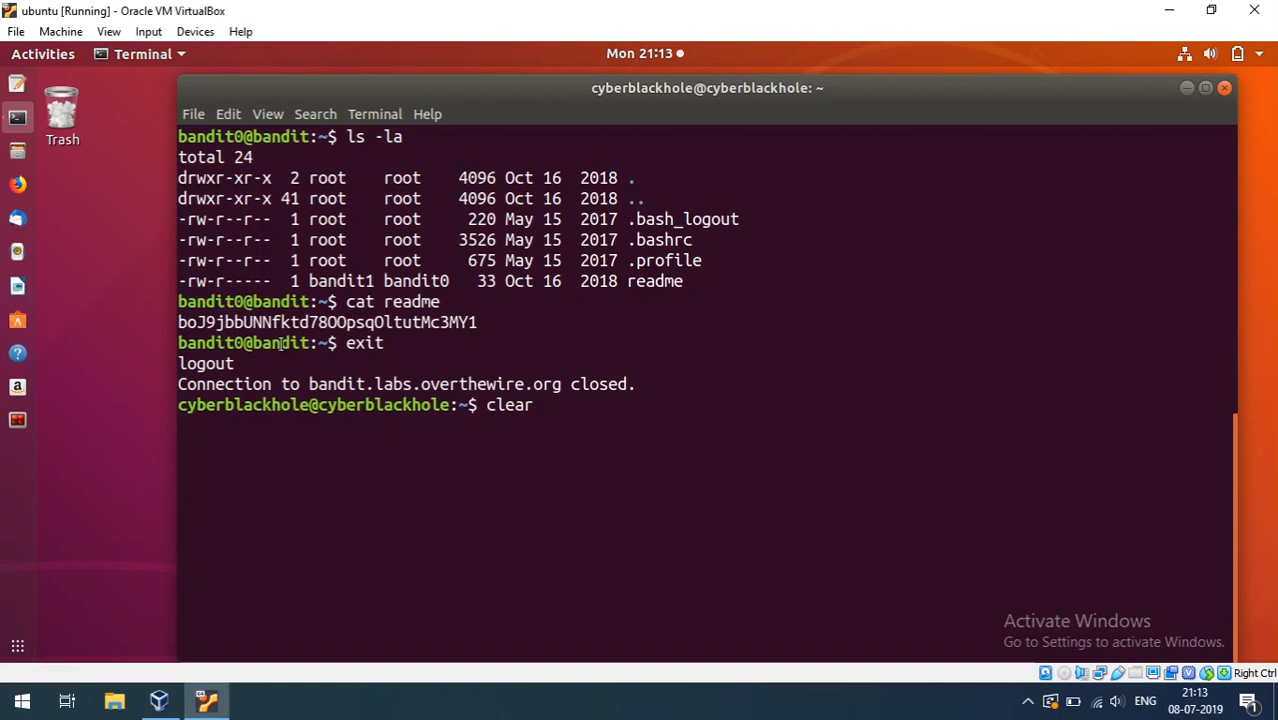 ubuntu [Running] - Oracle VM VirtualBox
File Machine View Input Devices Help
Activities Terminal Mon 21:13
cyberblackhole@cyberblackhole: ~
File Edit View Search Terminal Help
Trash
bandit0@bandit:~$ ls -la
total 24
drwxr-xr-x 2 root root 4096 Oct 16 2018 .
drwxr-xr-x 41 root root 4096 Oct 16 2018 ..
-rw-r--r-- 1 root root 220 May 15 2017 .bash_logout
-rw-r--r-- 1 root root 3526 May 15 2017 .bashrc
-rw-r--r-- 1 root root 675 May 15 2017 .profile
-rw-r----- 1 bandit1 bandit0 33 Oct 16 2018 readme
bandit0@bandit:~$ cat readme
boJ9jbbUNNfktd78OOpsqOltutMc3MY1
bandit0@bandit:~$ exit
logout
Connection to bandit.labs.overthewire.org closed.
cyberblackhole@cyberblackhole:~$ clear
Activate Windows
Go to Settings to activate Windows.
Right Ctrl
ENG
21:13
08-07-2019
1